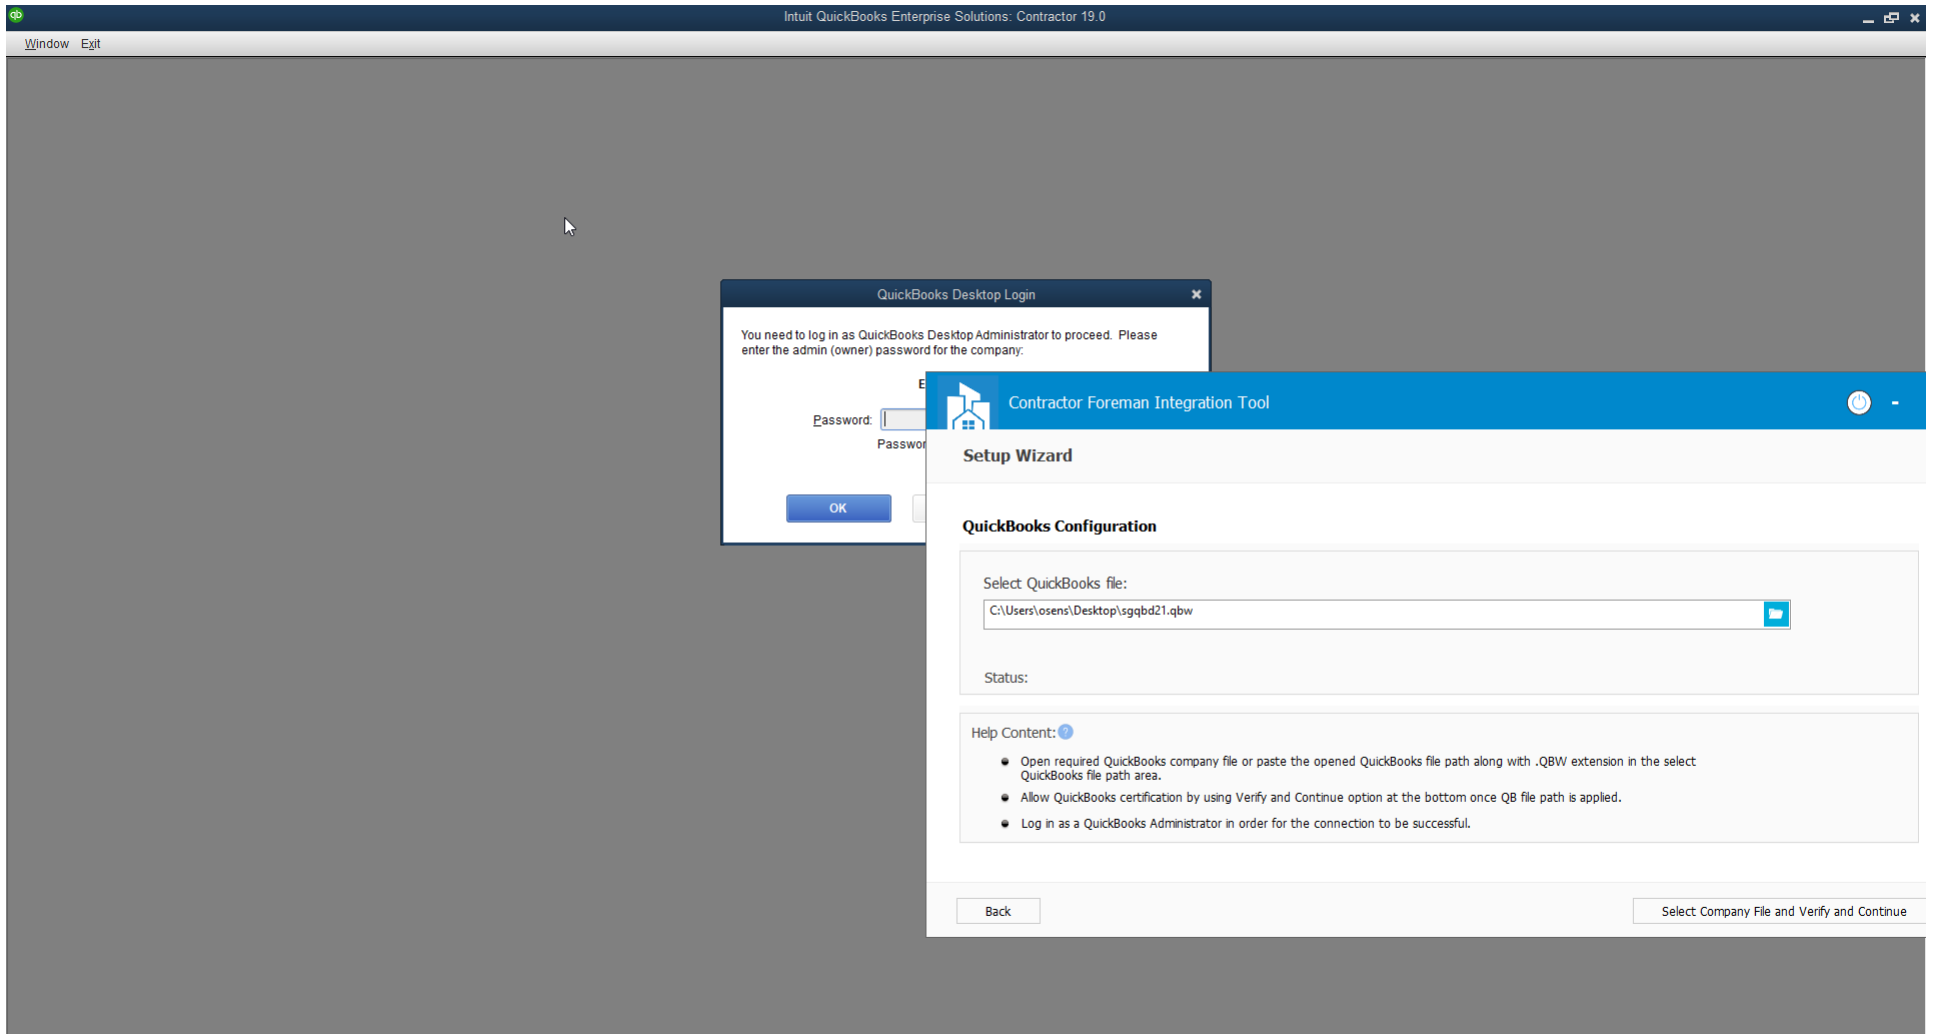 qb
Intuit QuickBooks Enterprise Solutions: Contractor 19.0
Window Exit
QuickBooks Desktop Login
You need to log in as QuickBooks Desktop Administrator to proceed. Please
enter the admin (owner) password for the company:
E
Password:
Passwor
OK
Contractor Foreman Integration Tool
Setup Wizard
QuickBooks Configuration
Select QuickBooks file:
C:\Users\osens\Desktop\sgqbd21.qbw
Status:
Help Content:?
Open required QuickBooks company file or paste the opened QuickBooks file path along with .QBW extension in the select
QuickBooks file path area.
Allow QuickBooks certification by using Verify and Continue option at the bottom once QB file path is applied.
Log in as a QuickBooks Administrator in order for the connection to be successful.
Back
Select Company File and Verify and Continue